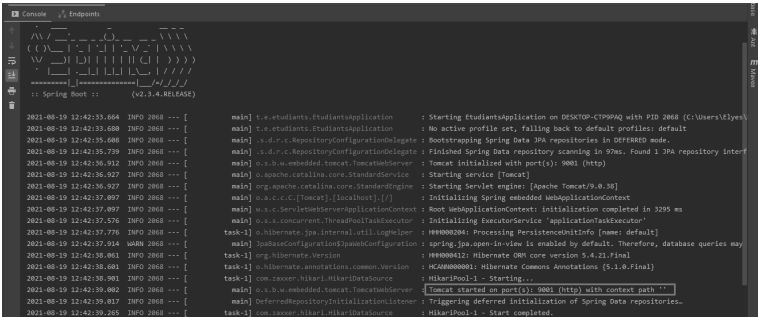 Console Endpoints
:: Spring Boot :: (v2.3.4.RELEASE)
2021-08-19 12:42:33.664 INFO 2068 --- [ main] t.e.etudiants.EtudiantsApplication : Starting EtudiantsApplication on DESKTOP-CTP9PAQ with PID 2068 (C:\Users\Elyes\
2021-08-19 12:42:33.680 INFO 2068 --- [ main] t.e.etudiants.EtudiantsApplication : No active profile set, falling back to default profiles: default
2021-08-19 12:42:35.608 INFO 2068 --- [ main] .s.d.r.c.RepositoryConfigurationDelegate : Bootstrapping Spring Data JPA repositories in DEFERRED mode.
2021-08-19 12:42:35.739 INFO 2068 --- [ main] .s.d.r.c.RepositoryConfigurationDelegate : Finished Spring Data repository scanning in 97ms. Found 1 JPA repository interf
2021-08-19 12:42:36.912 INFO 2068 --- [ main] o.s.b.w.embedded.tomcat.TomcatWebServer : Tomcat initialized with port(s): 9001 (http)
2021-08-19 12:42:36.927 INFO 2068 --- [ main] o.apache.catalina.core.StandardService : Starting service [Tomcat]
2021-08-19 12:42:36.927 INFO 2068 --- [ main] org.apache.catalina.core.StandardEngine : Starting Servlet engine: [Apache Tomcat/9.0.38]
2021-08-19 12:42:37.097 INFO 2068 --- [ main] o.a.c.c.C.[Tomcat].[localhost].[/] : Initializing Spring embedded WebApplicationContext
2021-08-19 12:42:37.097 INFO 2068 --- [ main] w.s.c.ServletWebServerApplicationContext : Root WebApplicationContext: initialization completed in 3295 ms
2021-08-19 12:42:37.576 INFO 2068 --- [ main] o.s.s.concurrent.ThreadPoolTaskExecutor : Initializing ExecutorService 'applicationTaskExecutor'
2021-08-19 12:42:37.776 INFO 2068 --- [ task-1] o.hibernate.jpa.internal.util.LogHelper : HHH000204: Processing PersistenceUnitInfo [name: default]
2021-08-19 12:42:37.914 WARN 2068 --- [ main] JpaBaseConfiguration$JpaWebConfiguration : spring.jpa.open-in-view is enabled by default. Therefore, database queries may
2021-08-19 12:42:38.061 INFO 2068 --- [ task-1] org.hibernate.Version : HHH000412: Hibernate ORM core version 5.4.21.Final
2021-08-19 12:42:38.601 INFO 2068 --- [ task-1] o.hibernate.annotations.common.Version : HCANN000001: Hibernate Commons Annotations {5.1.0.Final}
2021-08-19 12:42:38.901 INFO 2068 --- [ task-1] com.zaxxer.hikari.HikariDataSource : HikariPool-1 - Starting...
2021-08-19 12:42:39.002 INFO 2068 --- [ main] o.s.b.w.embedded.tomcat.TomcatWebServer : Tomcat started on port(s): 9001 (http) with context path ''
2021-08-19 12:42:39.017 INFO 2068 --- [ main] DeferredRepositoryInitializationListener : Triggering deferred initialization of Spring Data repositories…
2021-08-19 12:42:39.265 INFO 2068 --- [ task-1] com.zaxxer.hikari.HikariDataSource : HikariPool-1 - Start completed.
Ant
Maven